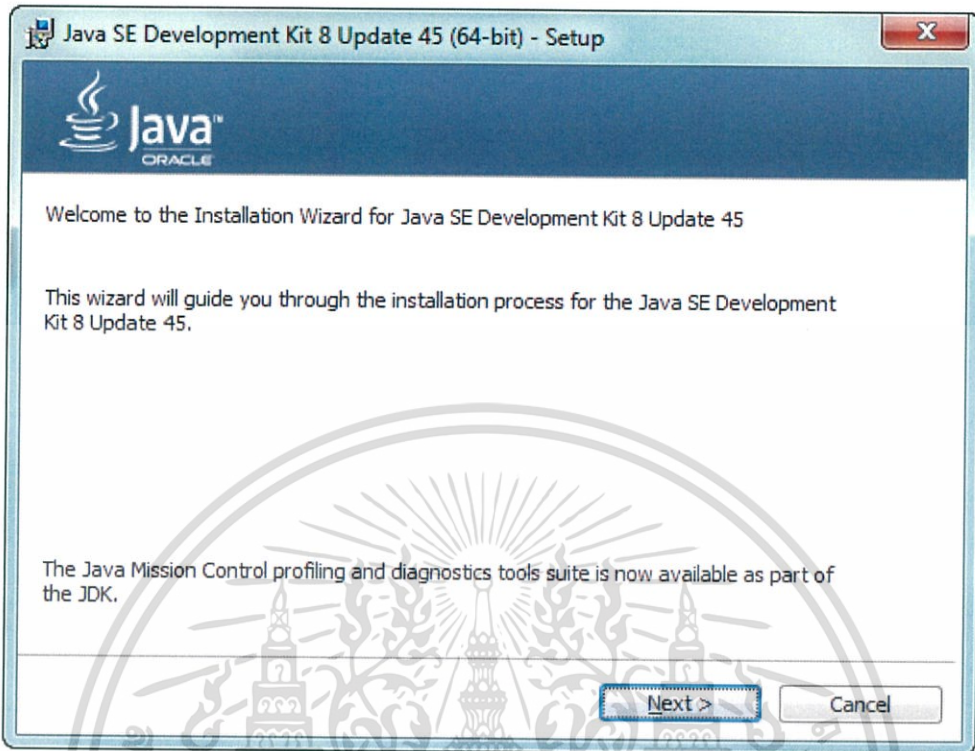 Java SE Development Kit 8 Update 45 (64-bit) - Setup
X
Java™
ORACLE
Welcome to the Installation Wizard for Java SE Development Kit 8 Update 45
This wizard will guide you through the installation process for the Java SE Development
Kit 8 Update 45.
The Java Mission Control profiling and diagnostics tools suite is now available as part of
the JDK.
Next >
Cancel